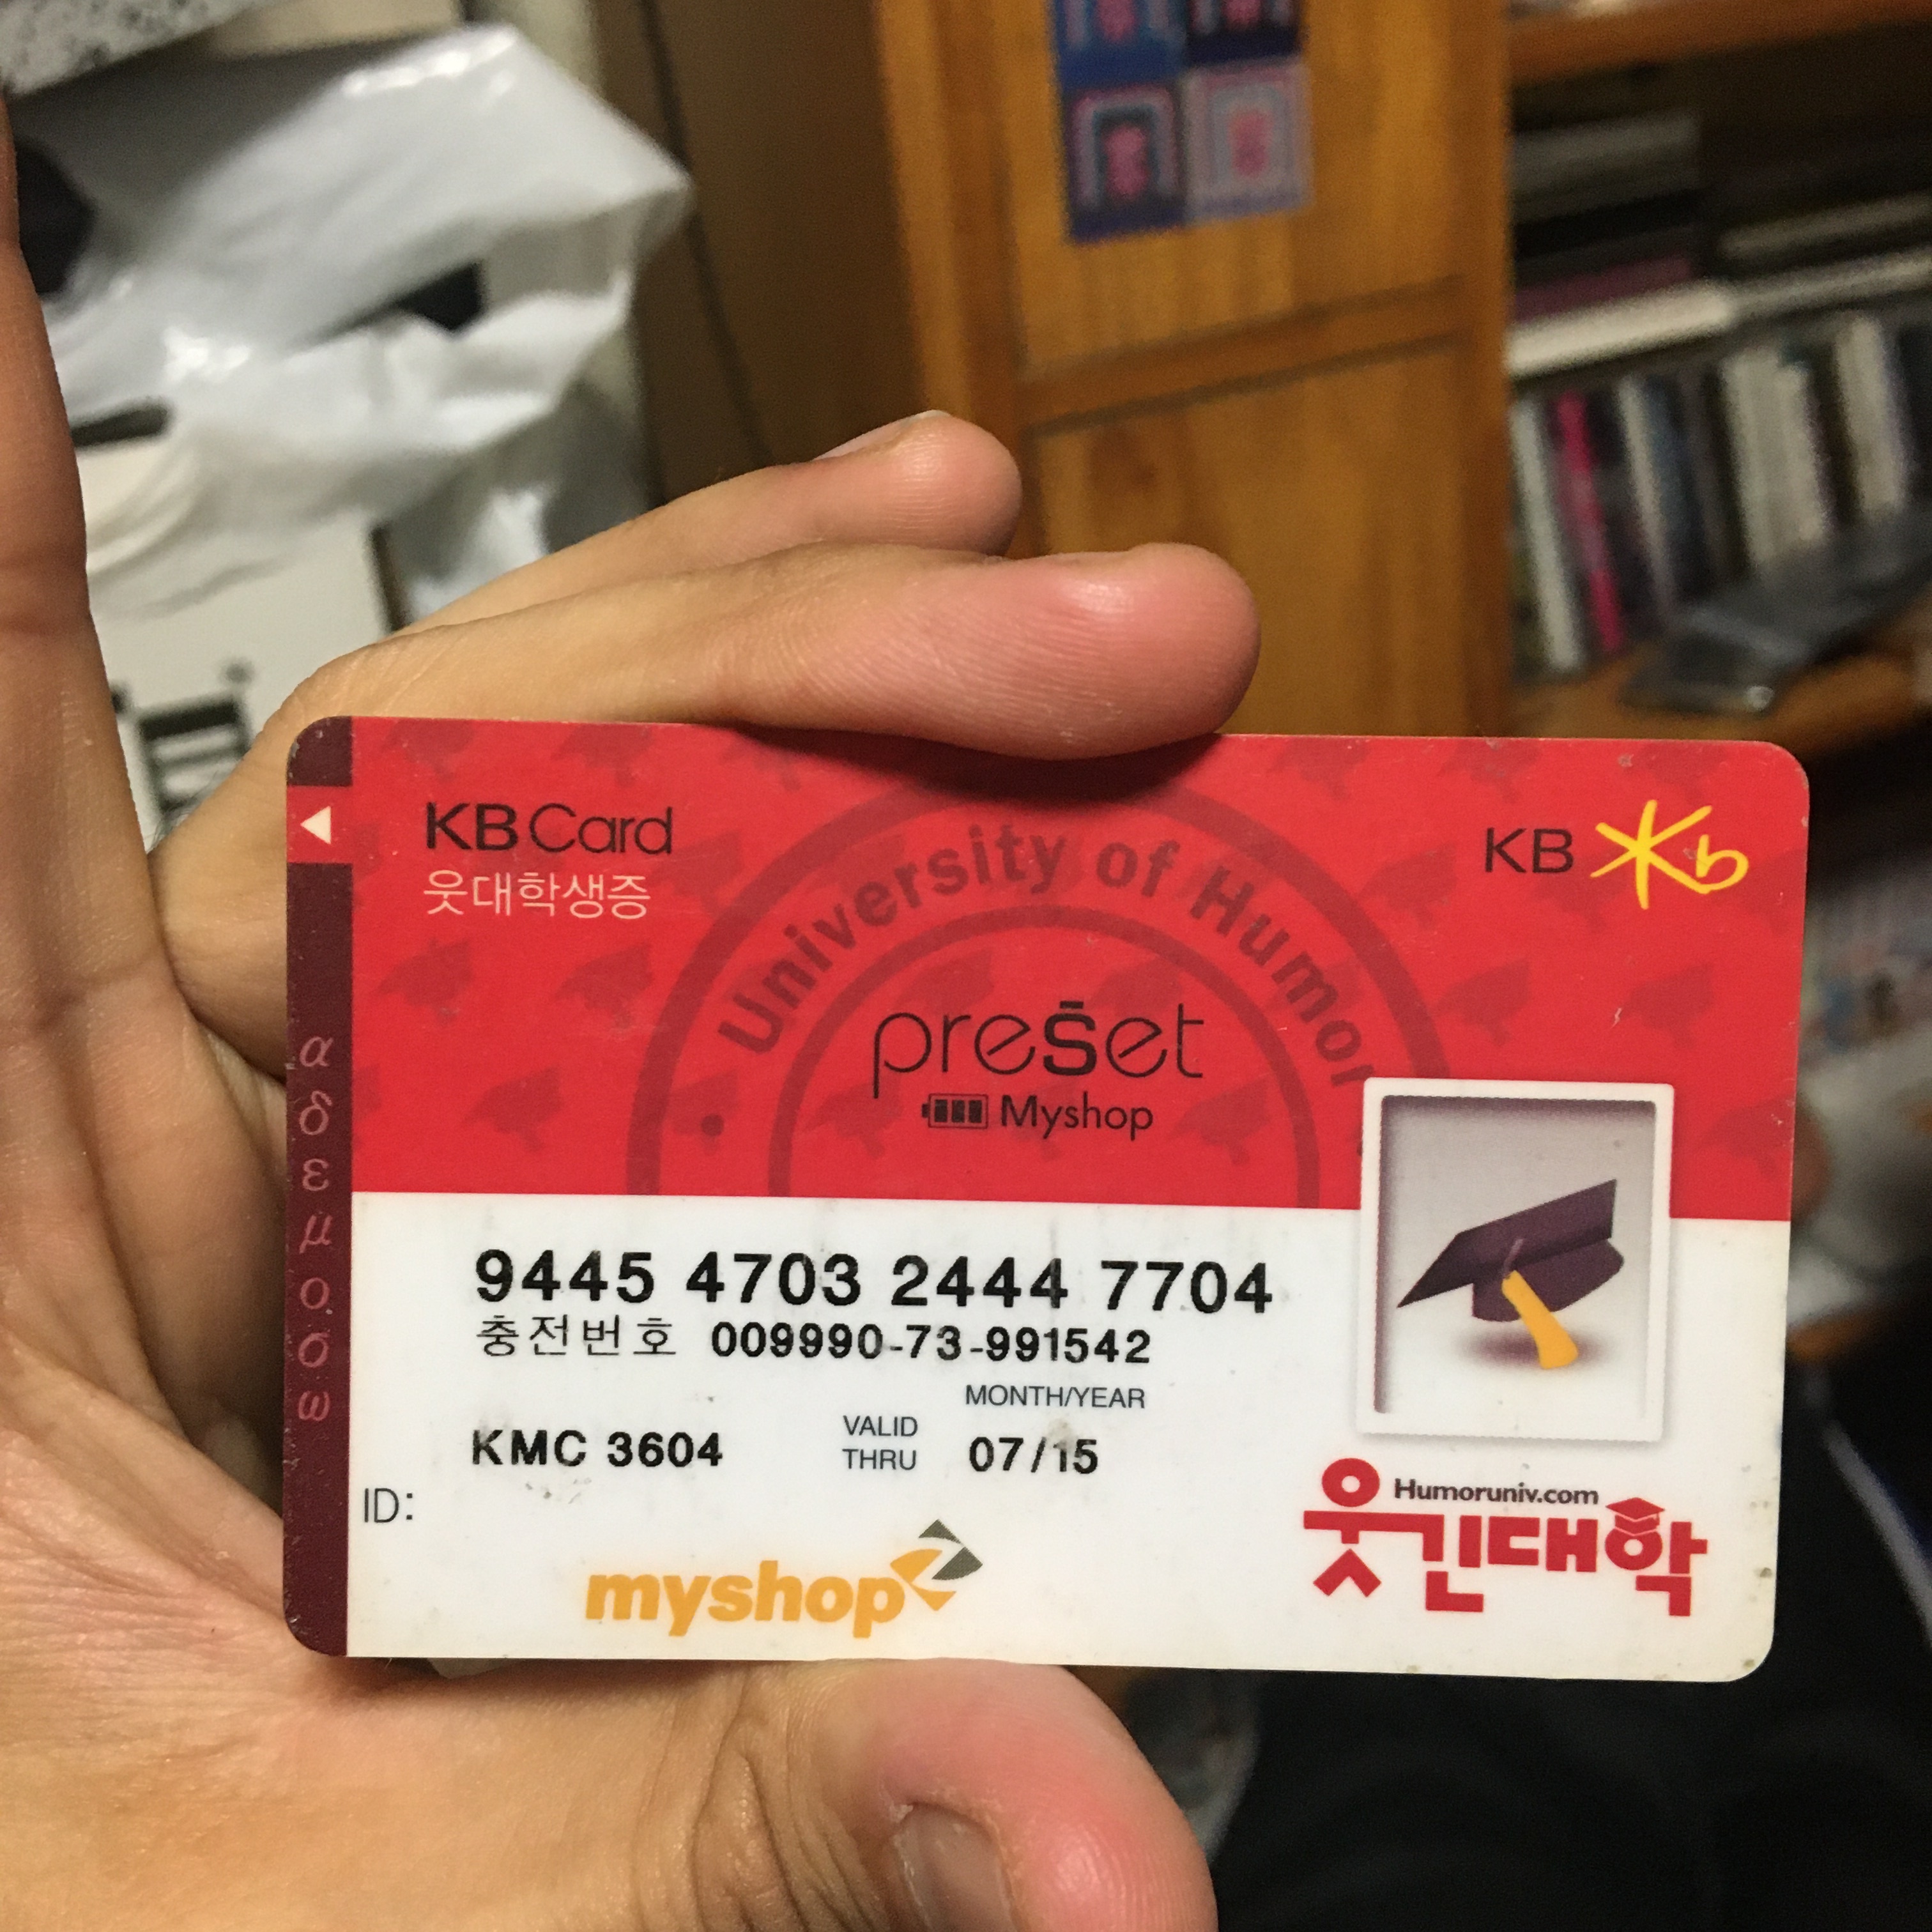 KB Card
웃대학생증
KB
University of Humor
preset
Myshop
α
δ
ε
μ
ο
σ
ω
9445 4703 2444 7704
충전번호 009990-73-991542
MONTH/YEAR
VALID THRU 07/15
KMC 3604
ID:
myshop
Humoruniv.com
웃긴대학